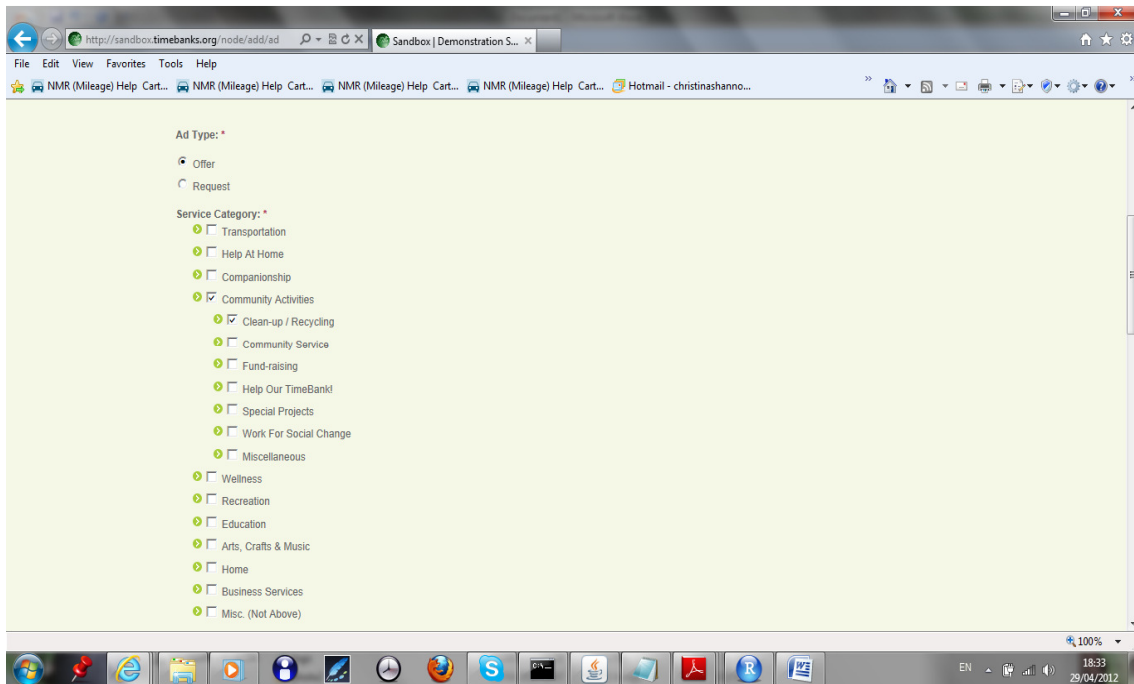 http://sandbox.timebanks.org/node/add/ad
Sandbox | Demonstration S...
File Edit View Favorites Tools Help
NMR (Mileage) Help Cart... NMR (Mileage) Help Cart... NMR (Mileage) Help Cart... NMR (Mileage) Help Cart... Hotmail - christinashanno...
Ad Type: *
Offer
Request
Service Category: *
Transportation
Help At Home
Companionship
Community Activities
Clean-up / Recycling
Community Service
Fund-raising
Help Our TimeBank!
Special Projects
Work For Social Change
Miscellaneous
Wellness
Recreation
Education
Arts, Crafts & Music
Home
Business Services
Misc. (Not Above)
100%
EN
18:33
29/04/2012